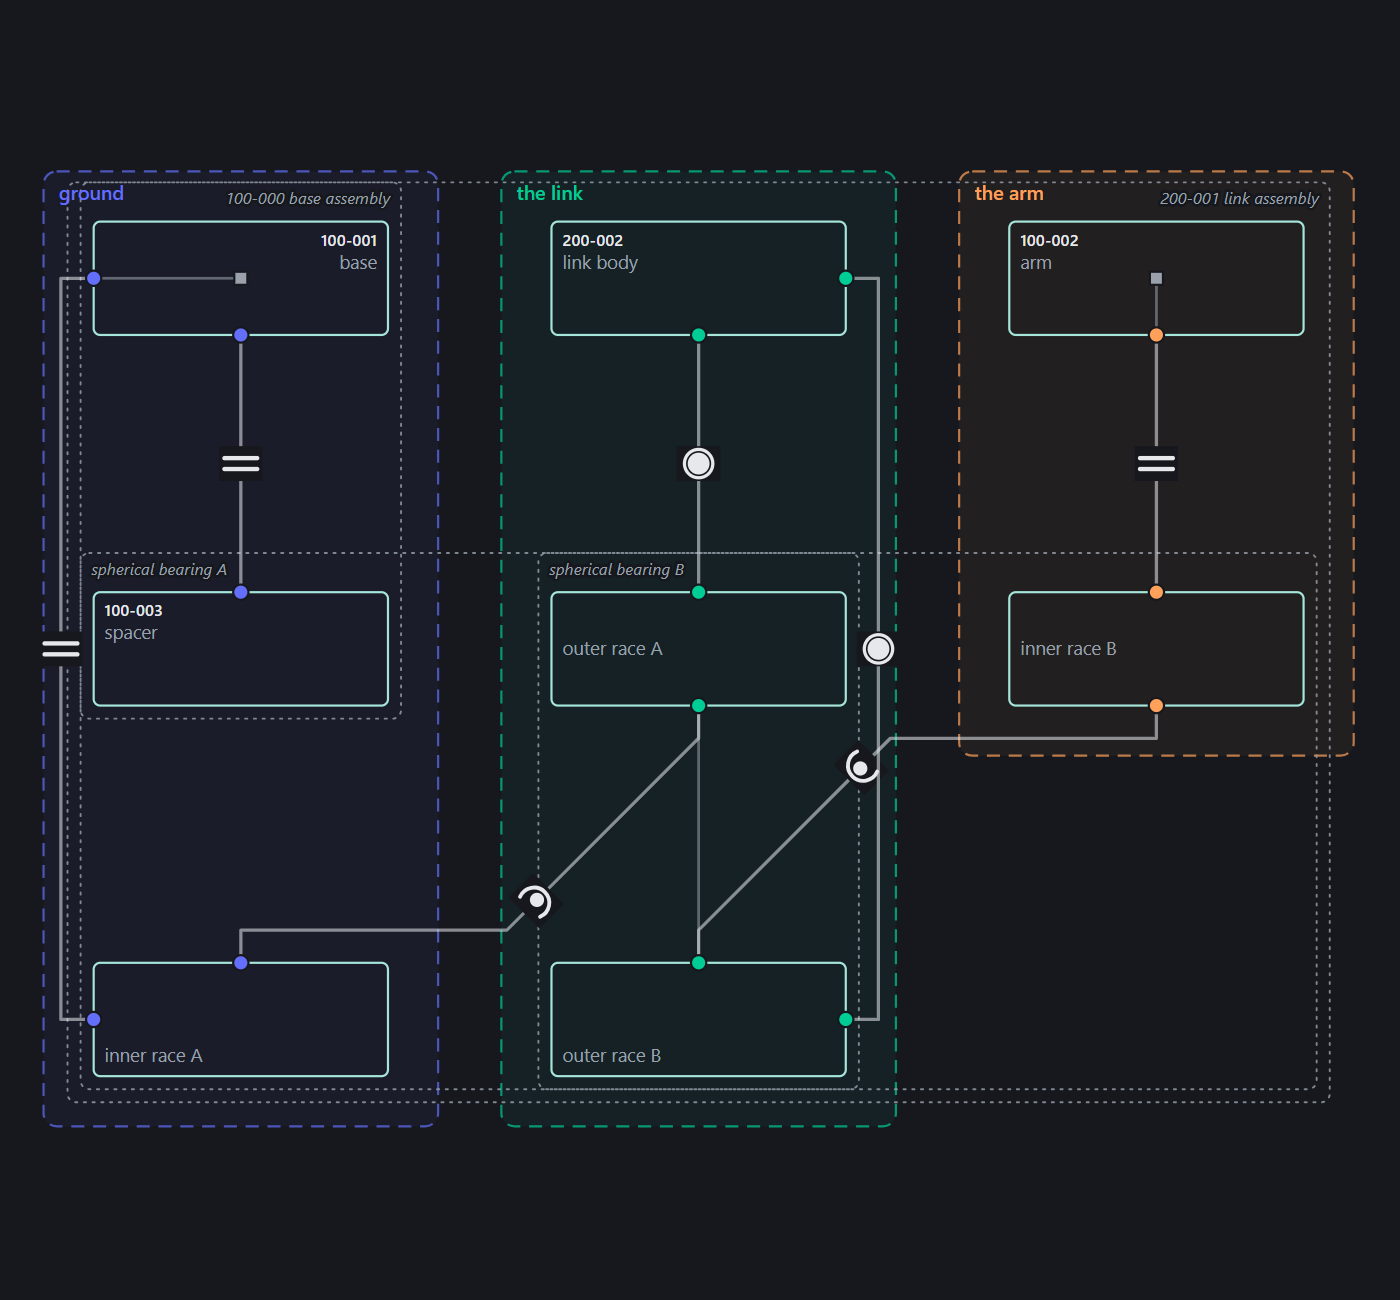 ground
100-000 base assembly
the link
the arm
200-001 link assembly
100-001
base
200-002
link body
100-002
arm
spherical bearing A
spherical bearing B
100-003
spacer
outer race A
inner race B
inner race A
outer race B